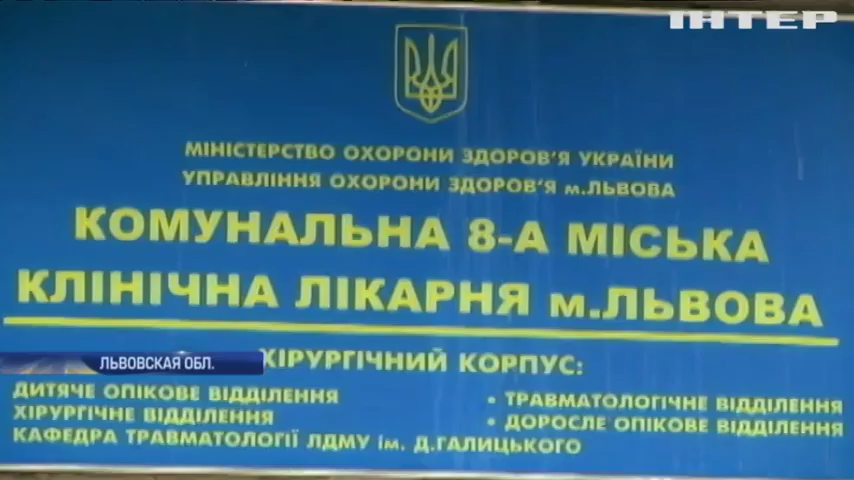 ІНТЕР
МІНІСТЕРСТВО ОХОРОНИ ЗДОРОВ'Я УКРАЇНИ
УПРАВЛІННЯ ОХОРОНИ ЗДОРОВ'Я м.ЛЬВОВА
КОМУНАЛЬНА 8-А МІСЬКА
КЛІНІЧНА ЛІКАРНЯ м.ЛЬВОВА
ХІРУРГІЧНИЙ КОРПУС:
ЛЬВОВСКАЯ ОБЛ.
ДИТЯЧЕ ОПІКОВЕ ВІДДІЛЕННЯ
ХІРУРГІЧНЕ ВІДДІЛЕННЯ
КАФЕДРА ТРАВМАТОЛОГІЇ ЛДМУ ім. Д.ГАЛИЦЬКОГО
• ТРАВМАТОЛОГІЧНЕ ВІДДІЛЕННЯ
• ДОРОСЛЕ ОПІКОВЕ ВІДДІЛЕННЯ